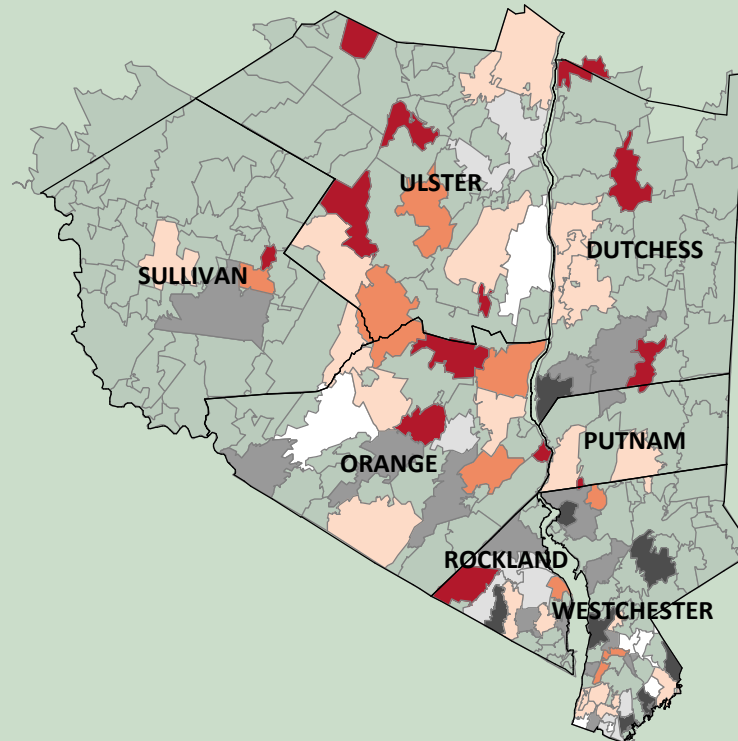 ULSTER
DUTCHESS
SULLIVAN
PUTNAM
ORANGE
ROCKLAND
WESTCHESTER